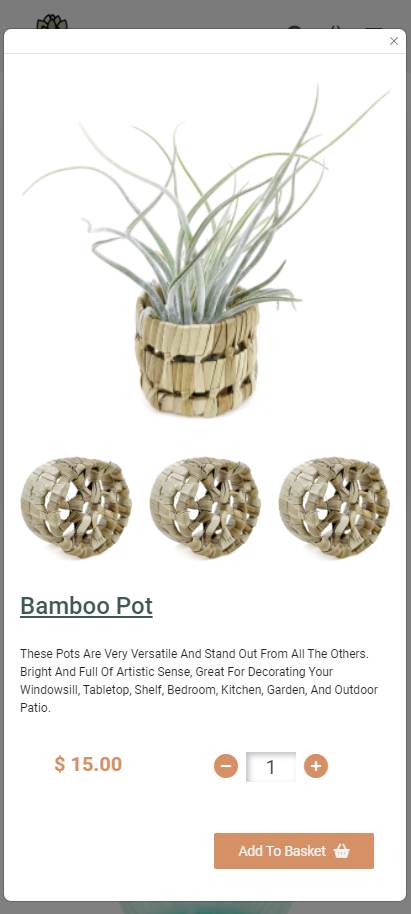 Bamboo Pot
These Pots Are Very Versatile And Stand Out From All The Others.
Bright And Full Of Artistic Sense, Great For Decorating Your
Windowsill, Tabletop, Shelf, Bedroom, Kitchen, Garden, And Outdoor
Patio.
$ 15.00
1
Add To Basket